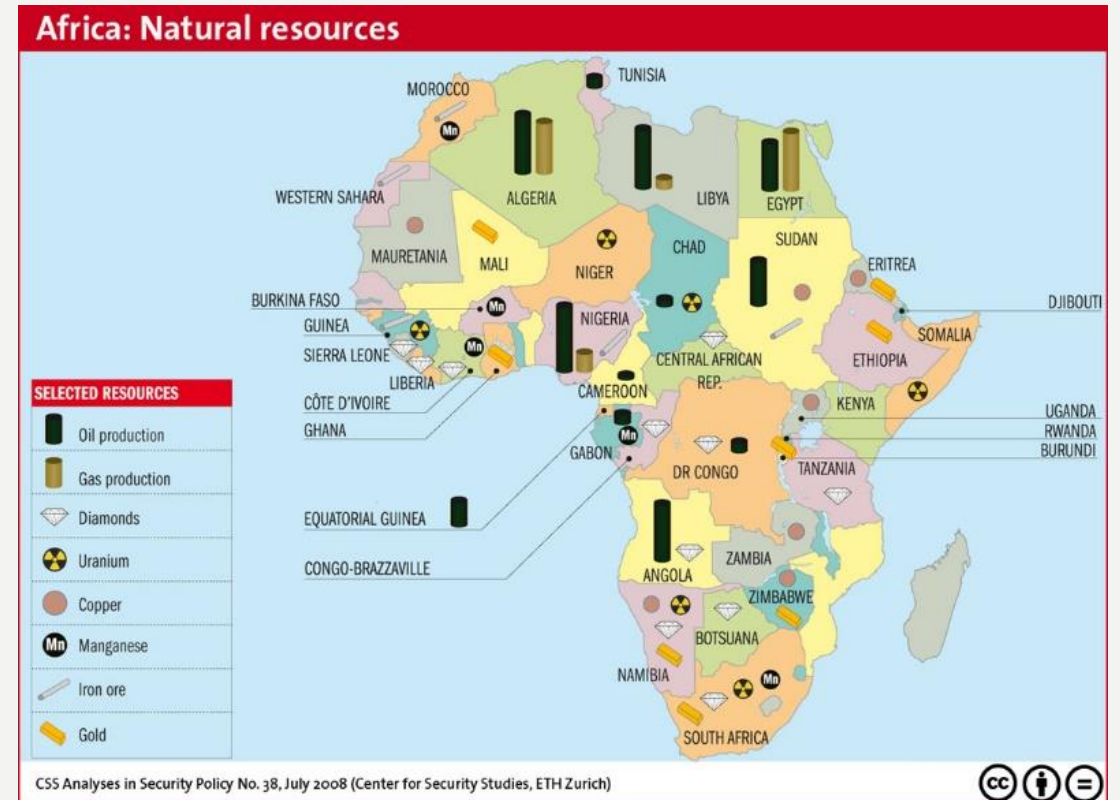 Africa: Natural resources
TUNISIA
MOROCCO
Mn
WESTERN SAHARA
ALGERIA
LIBYA
EGYPT
MAURETANIA
MALI
NIGER
CHAD
SUDAN
ERITREA
BURKINA FASO
Mn
DJIBOUTI
GUINEA
NIGERIA
SOMALIA
SIERRA LEONE
Mn
CENTRAL AFRICAN
REP.
ETHIOPIA
LIBERIA
CAMEROON
KENYA
CÔTE D'IVOIRE
UGANDA
GHANA
Mn
RWANDA
GABON
BURUNDI
DR CONGO
TANZANIA
EQUATORIAL GUINEA
CONGO-BRAZZAVILLE
ANGOLA
ZAMBIA
ZIMBABWE
BOTSUANA
NAMIBIA
Mn
SOUTH AFRICA
SELECTED RESOURCES
Oil production
Gas production
Diamonds
Uranium
Copper
Mn Manganese
Iron ore
Gold
CSS Analyses in Security Policy No. 38, July 2008 (Center for Security Studies, ETH Zurich)
cc